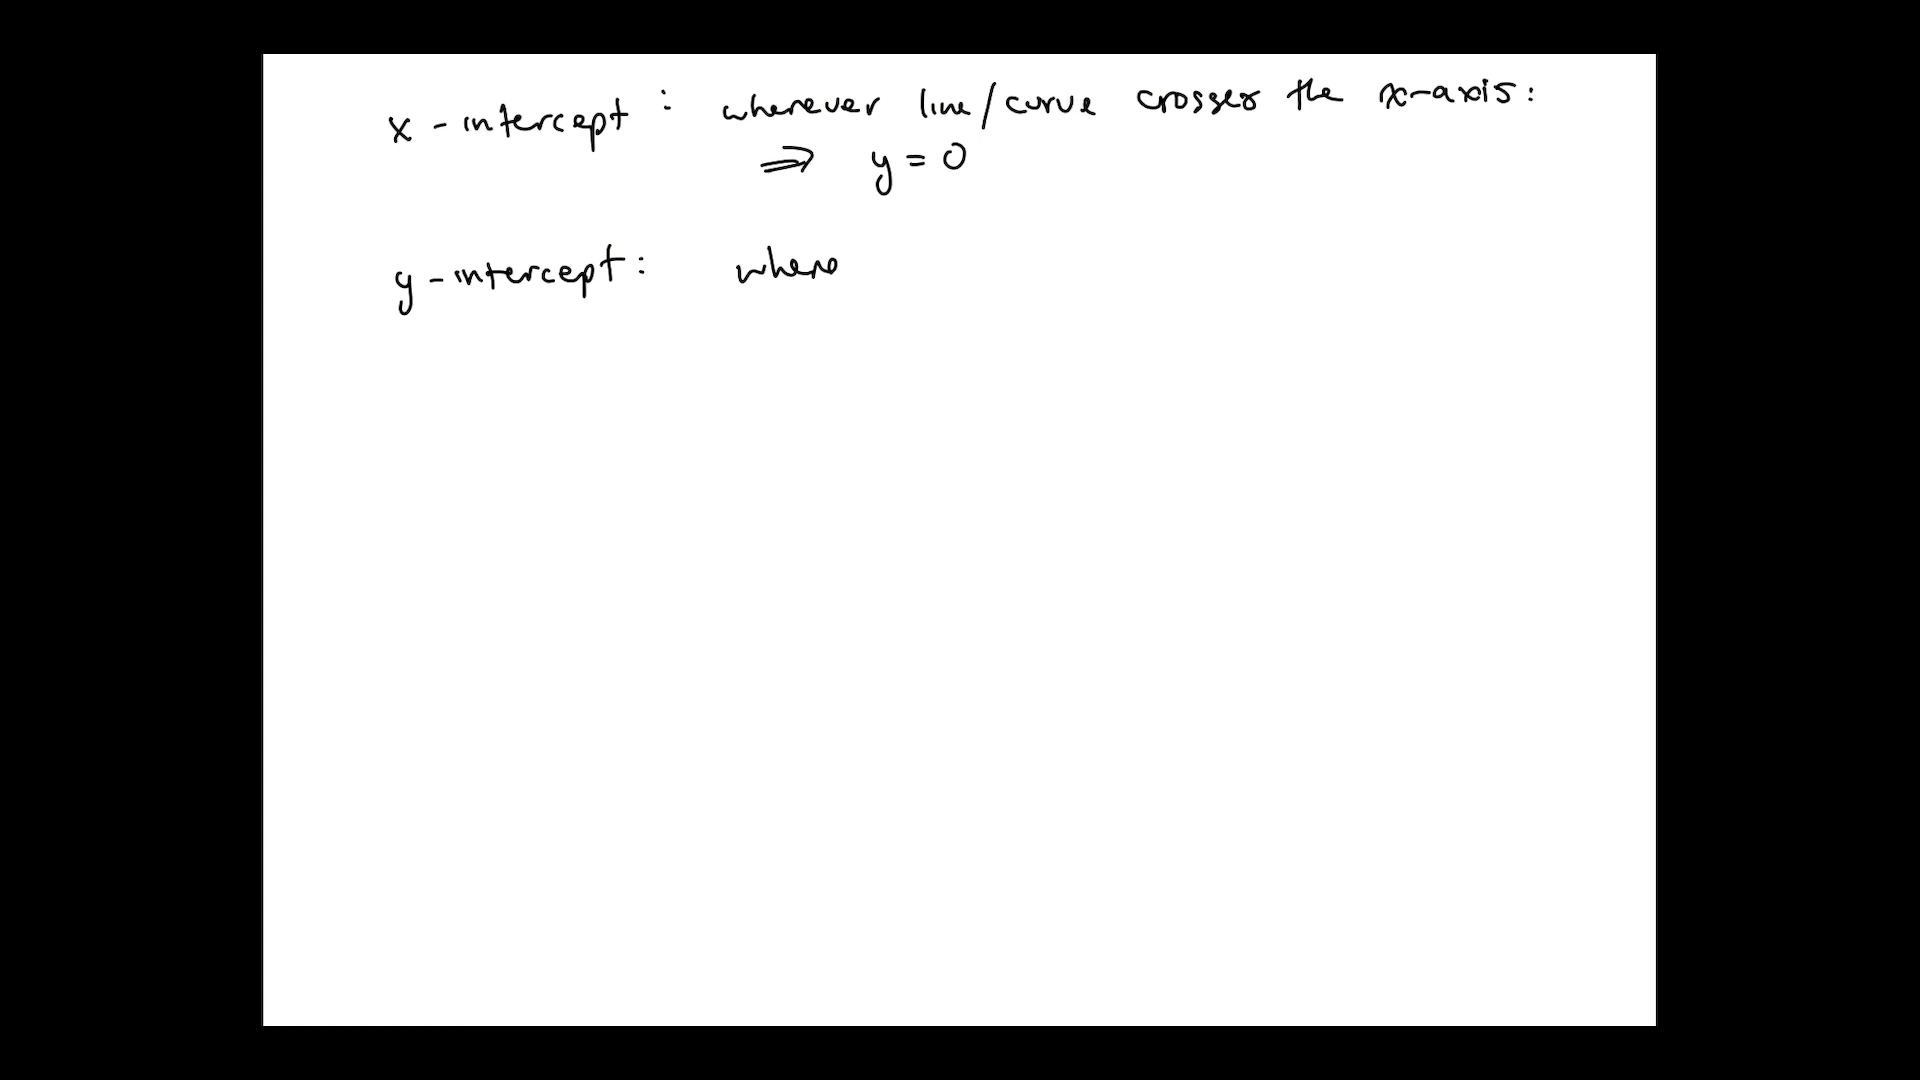 x-intercept : wherever line/curve crosses the x-axis:
⇒ y = 0
y-intercept: where